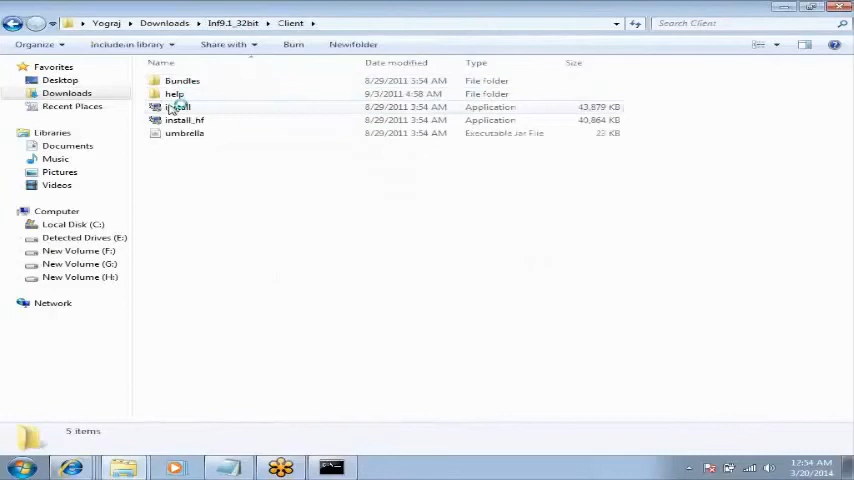 Yograj ▸ Downloads ▸ Inf9.1_32bit ▸ Client ▸
Search Client
Organize Include in library Share with Burn New folder
Name Date modified Type Size
Favorites
Desktop
Downloads
Recent Places
Libraries
Documents
Music
Pictures
Videos
Computer
Local Disk (C:)
Detected Drives (E:)
New Volume (F:)
New Volume (G:)
New Volume (H:)
Network
Bundles 8/29/2011 3:54 AM File folder
help 9/3/2011 4:58 AM File folder
install 8/29/2011 3:54 AM Application 43,879 KB
install_hf 8/29/2011 3:54 AM Application 40,864 KB
umbrella 8/29/2011 3:54 AM Executable Jar File 23 KB
5 items
12:54 AM
3/20/2014